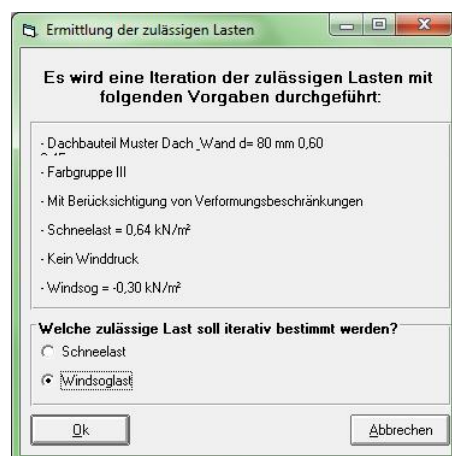 Ermittlung der zulässigen Lasten
Es wird eine Iteration der zulässigen Lasten mit
folgenden Vorgaben durchgeführt:
- Dachbauteil Muster Dach_Wand d= 80 mm 0,60
- Farbgruppe III
- Mit Berücksichtigung von Verformungsbeschränkungen
- Schneelast = 0,64 kN/m²
- Kein Winddruck
- Windsog = -0,30 kN/m²
Welche zulässige Last soll iterativ bestimmt werden?
Schneelast
Windsoglast
Ok
Abbrechen